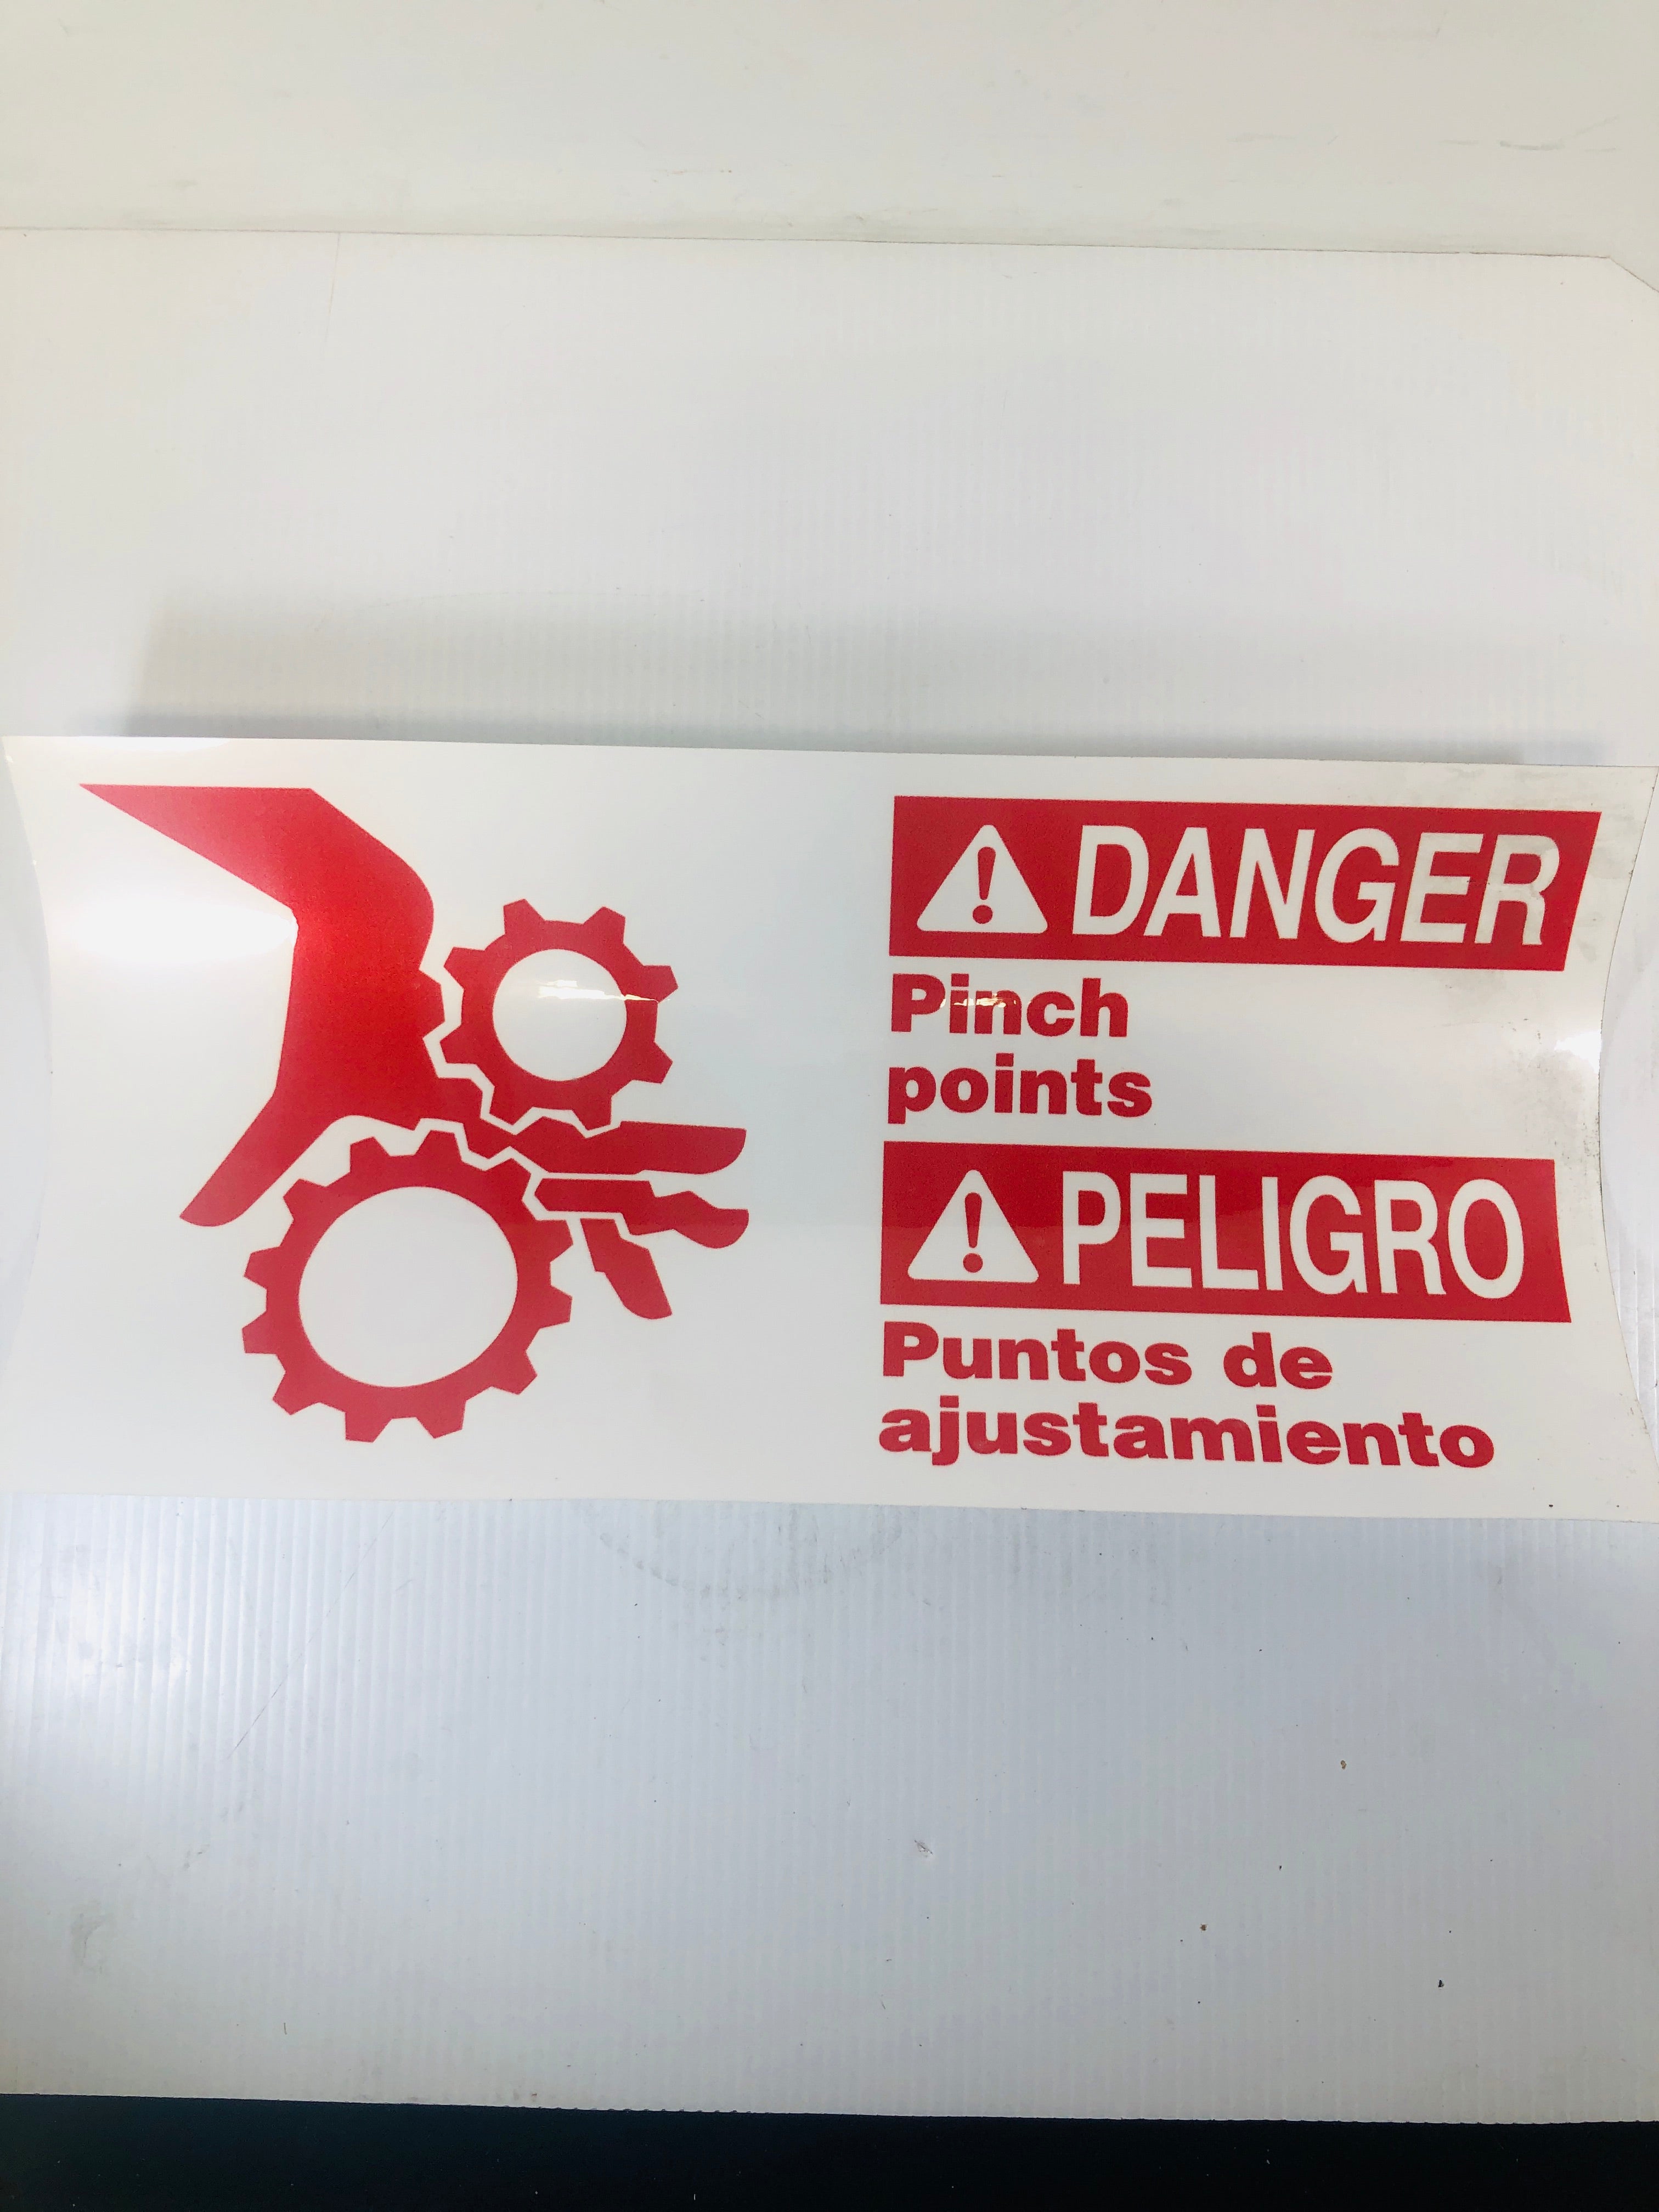 DANGER
Pinch
points
PELIGRO
Puntos de
ajustamiento